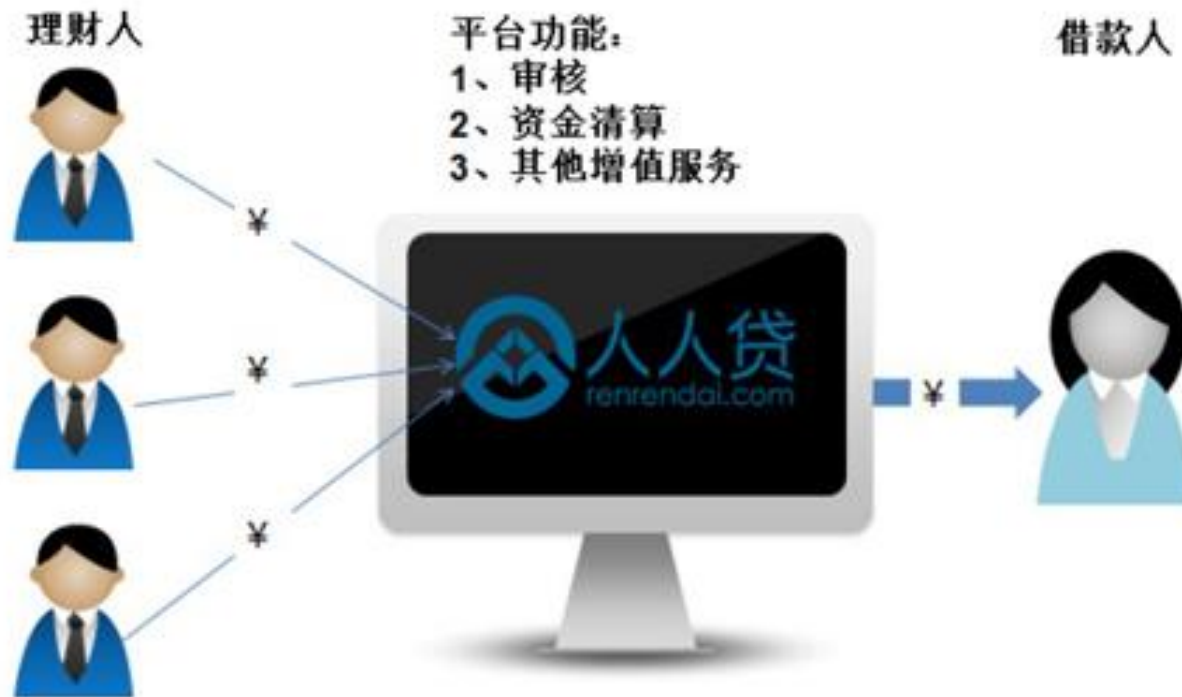 理财人
平台功能：
1、审核
2、资金清算
3、其他增值服务
借款人
¥
¥
¥
人人贷
renrendai.com
¥